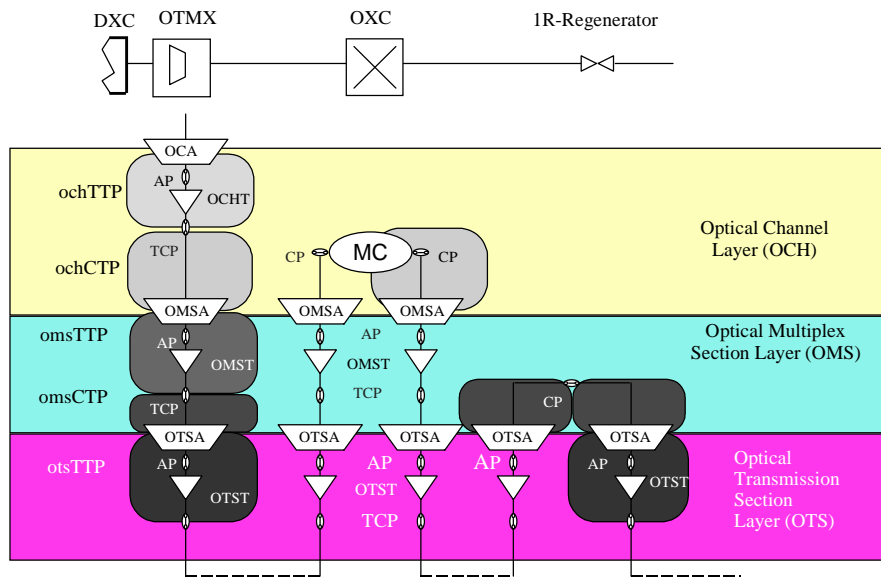 DXC
OTMX
OXC
1R-Regenerator
OCA
ochTTP
AP
OCHT
Optical Channel
Layer (OCH)
TCP
CP
MC
CP
ochCTP
OMSA
OMSA
OMSA
omsTTP
AP
AP
Optical Multiplex
Section Layer (OMS)
OMST
OMST
omsCTP
TCP
TCP
CP
OTSA
OTSA
OTSA
OTSA
OTSA
otsTTP
AP
AP
AP
AP
OTST
OTST
OTST
TCP
Optical
Transmission
Section
Layer (OTS)